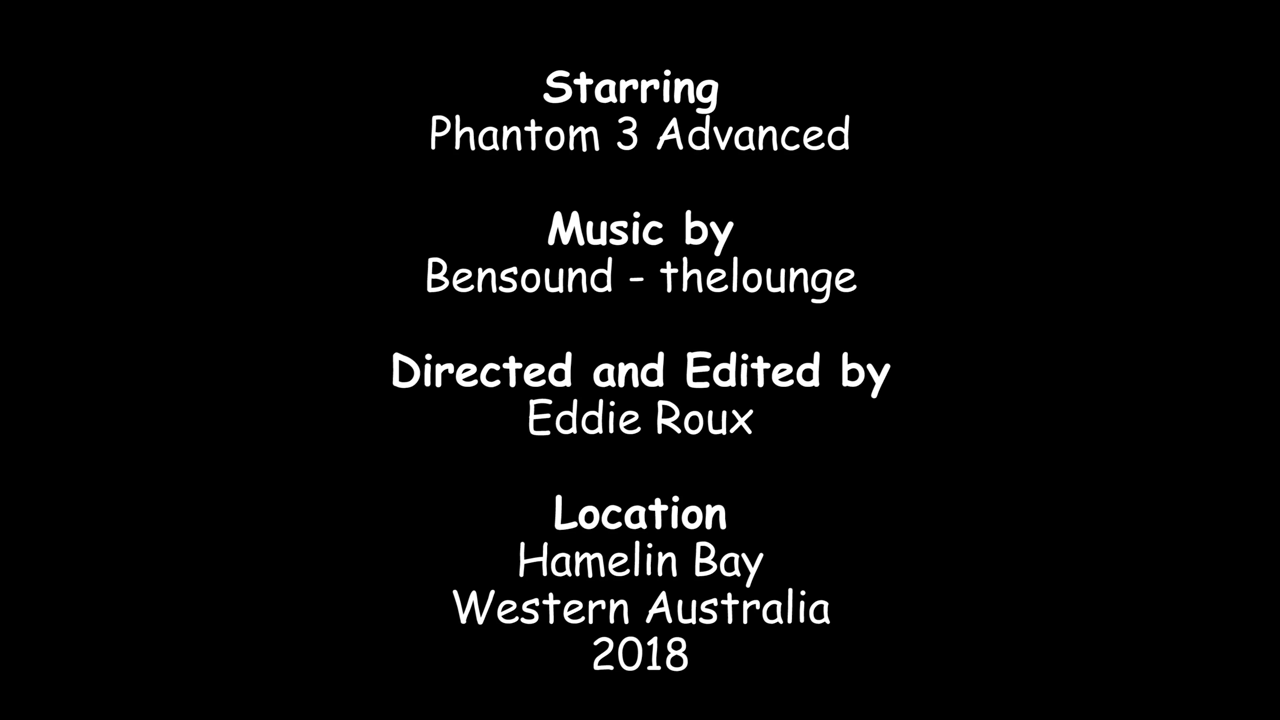 Starring
Phantom 3 Advanced
Music by
Bensound - thelounge
Directed and Edited by
Eddie Roux
Location
Hamelin Bay
Western Australia
2018